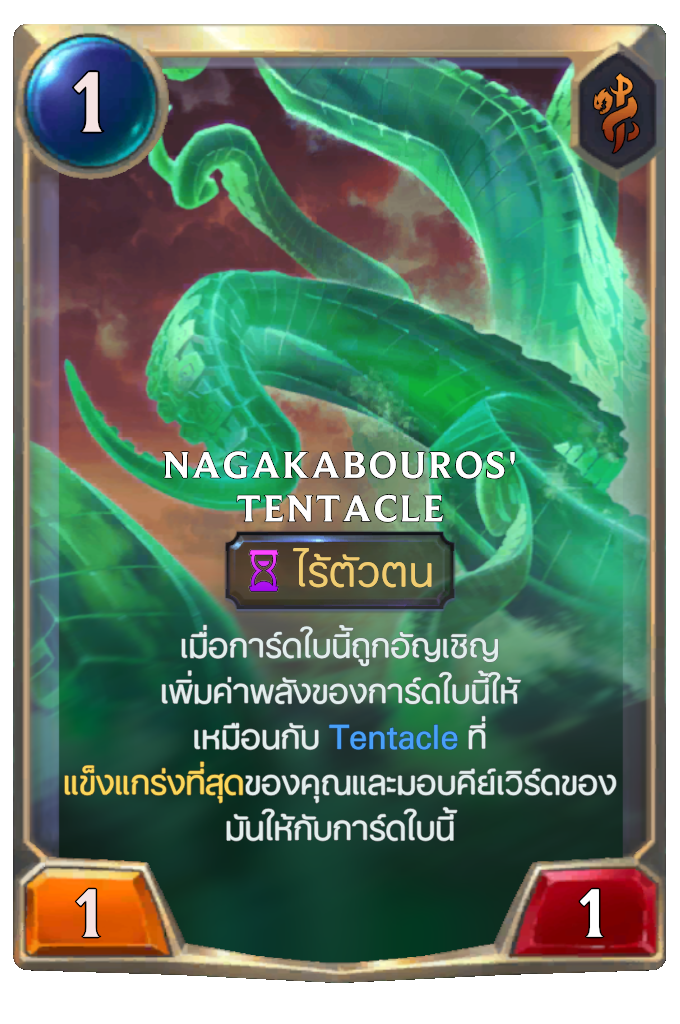 1
NAGAKABOUROS'
TENTACLE
ไร้ตัวตน
เมื่อการ์ดใบนี้ถูกอัญเชิญ
เพิ่มค่าพลังของการ์ดใบนี้ให้
เหมือนกับ Tentacle ที่
แข็งแกร่งที่สุดของคุณและมอบคีย์เวิร์ดของ
มันให้กับการ์ดใบนี้
1
1